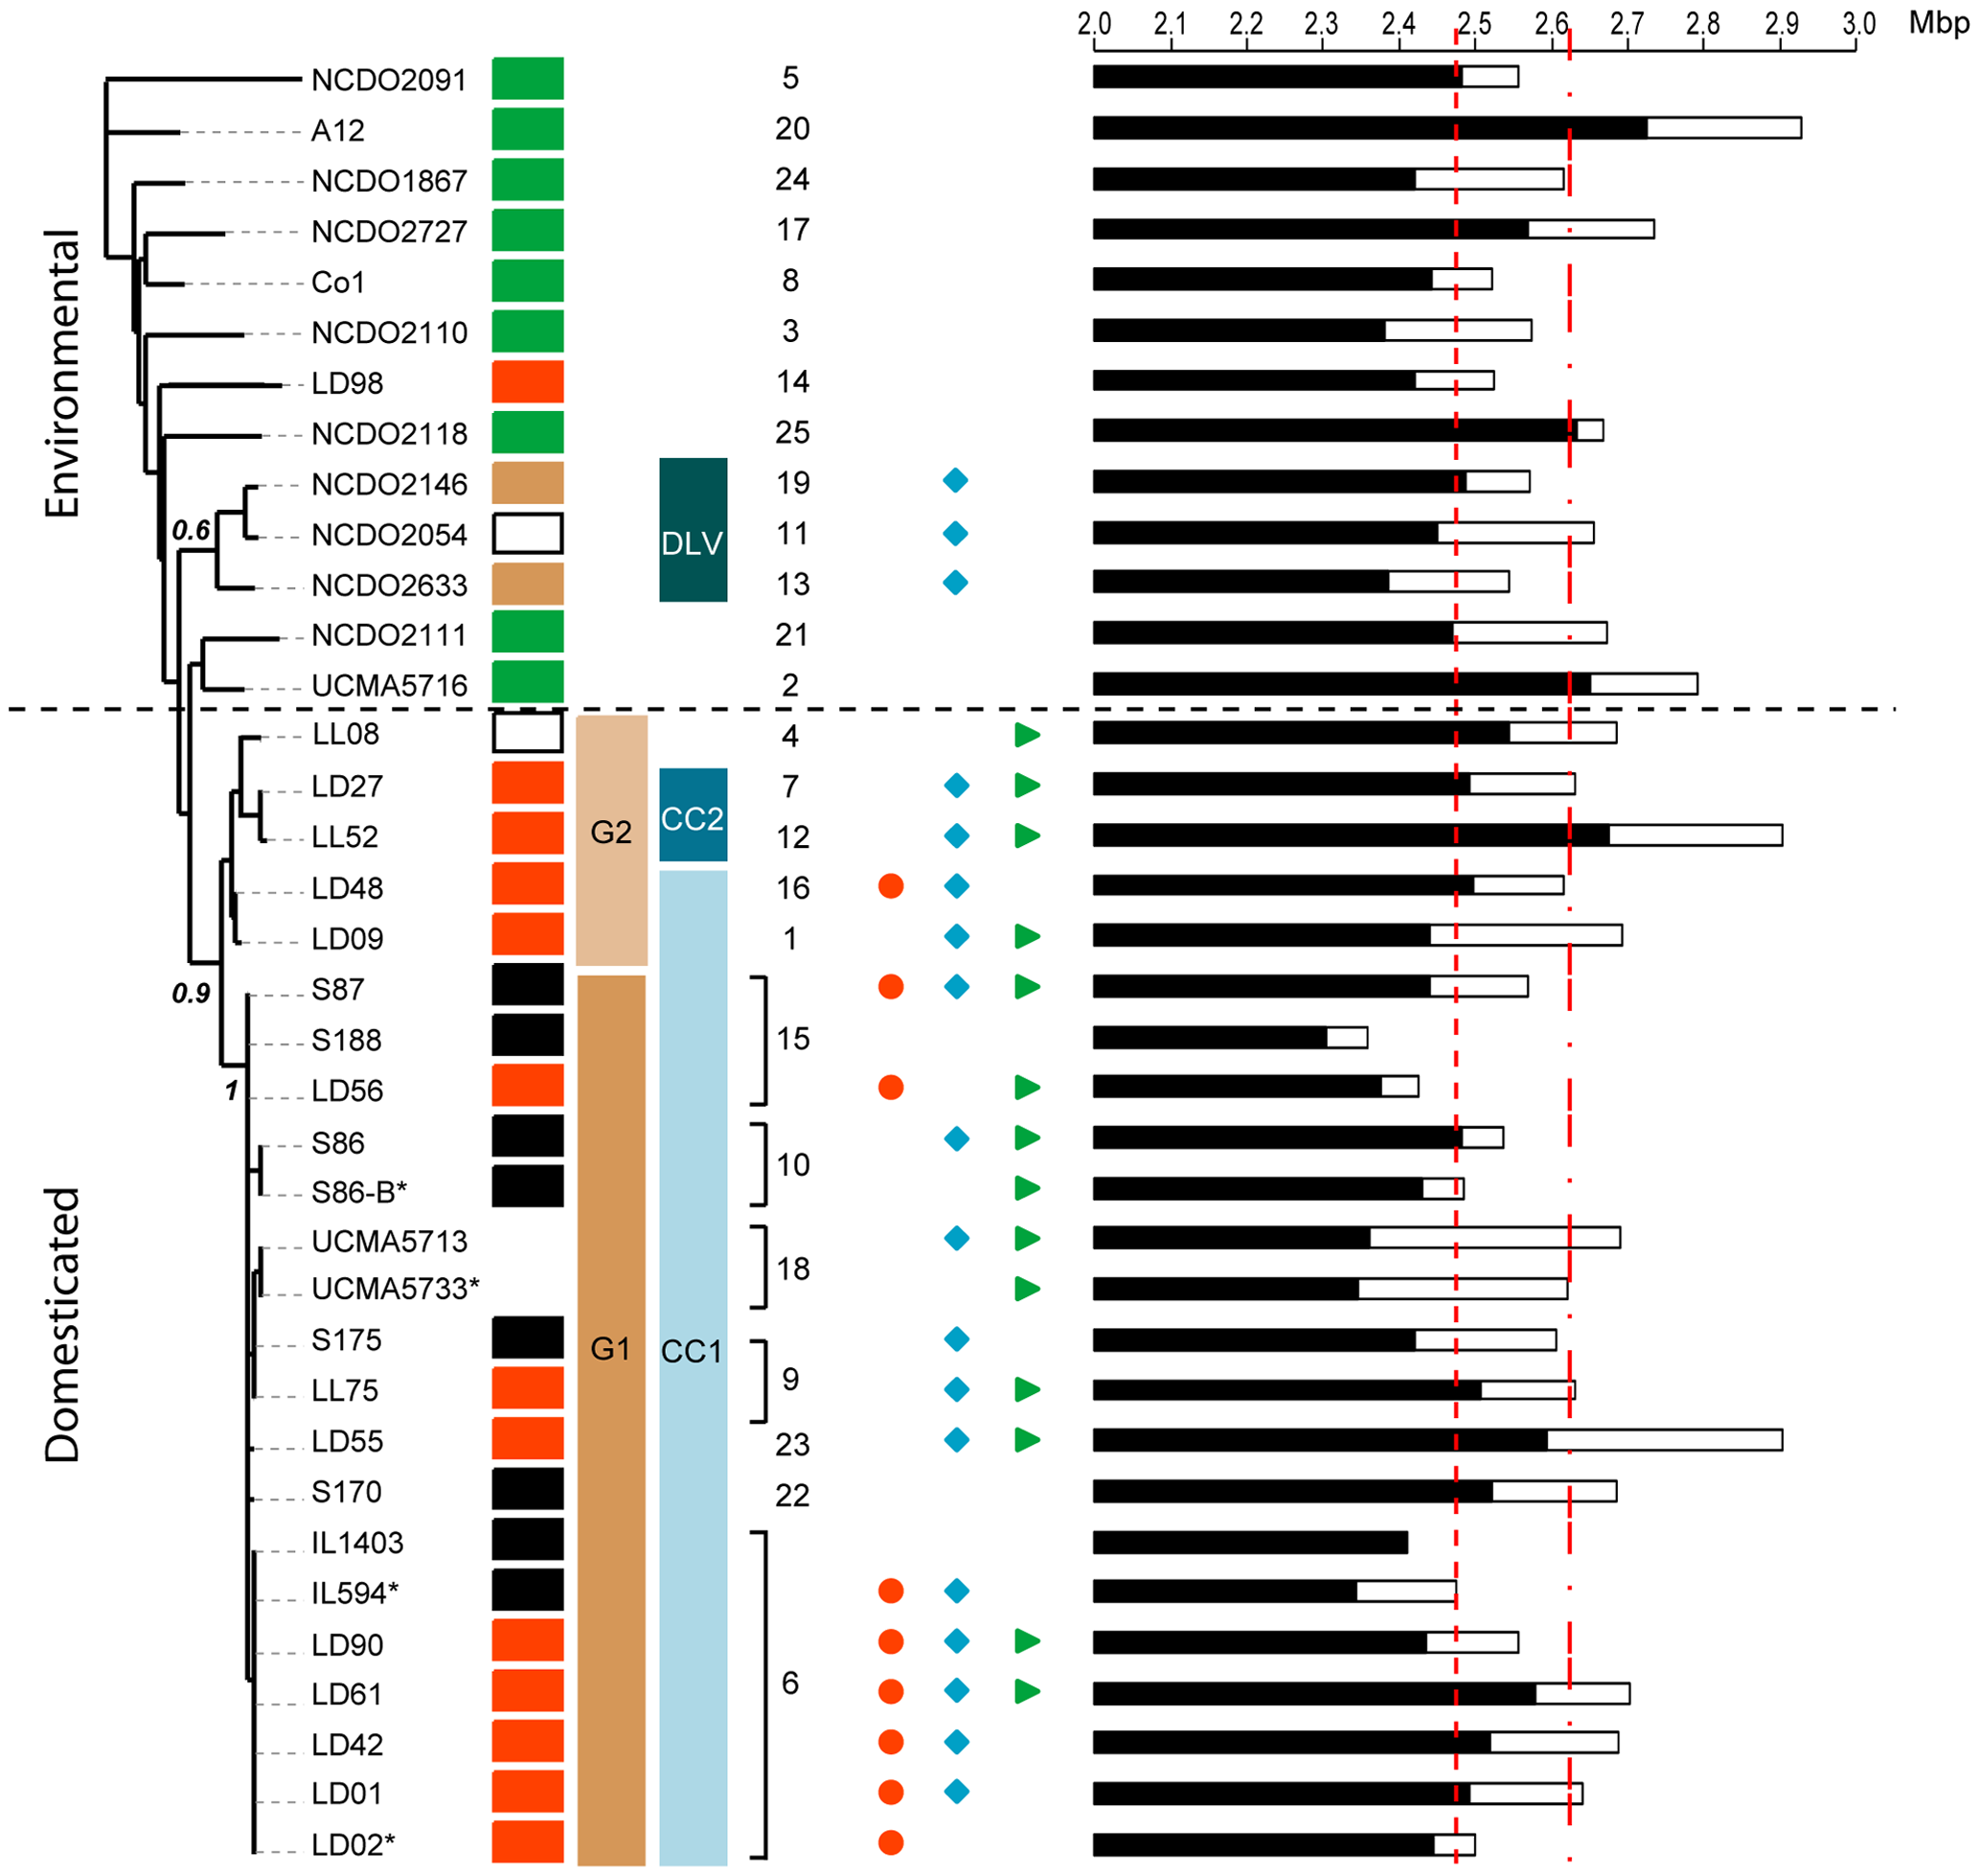 2.0 2.1 2.2 2.3 2.4 2.5 2.6 2.7 2.8 2.9 3.0 Mbp
NCDO2091 5
A12 20
NCDO1867 24
NCDO2727 17
Co1 8
NCDO2110 3
LD98 14
NCDO2118 25
NCDO2146 19
0.6 NCDO2054 DLV 11
NCDO2633 13
NCDO2111 21
UCMA5716 2
Environmental
LL08 4
LD27 7
LL52 G2 CC2 12
LD48 16
LD09 1
0.9 S87
S188 15
1 LD56
S86
S86-B* 10
UCMA5713
UCMA5733* 18
S175 G1 CC1
LL75 9
LD55 23
S170 22
IL1403
IL594*
LD90
LD61 6
LD42
LD01
LD02*
Domesticated